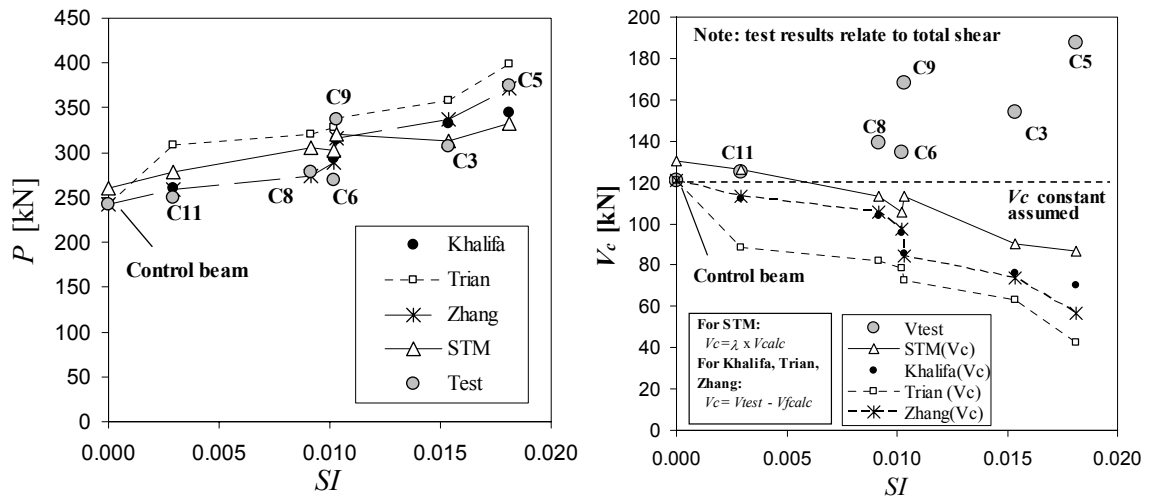 450
400
350
300
250
200
150
100
50
0
P [kN]
0.000 0.005 0.010 0.015 0.020
SI
C5
C9
C3
C8 C6
C11
Control beam
Khalifa
Trian
Zhang
STM
Test
200
180
160
140
120
100
80
60
40
20
0
Vc [kN]
0.000 0.005 0.010 0.015 0.020
SI
Note: test results relate to total shear
C5
C9
C3
C8
C6
C11
Vc constant
assumed
Control beam
For STM:
Vc=λ x Vcalc
For Khalifa, Trian,
Zhang:
Vc= Vtest - Vfcalc
Vtest
STM(Vc)
Khalifa(Vc)
Trian (Vc)
Zhang(Vc)